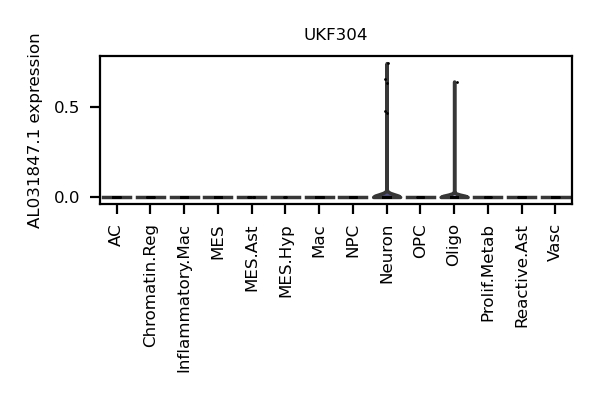 UKF304
AL031847.1 expression
0.5
0.0
AC
Chromatin.Reg
Inflammatory.Mac
MES
MES.Ast
MES.Hyp
Mac
NPC
Neuron
OPC
Oligo
Prolif.Metab
Reactive.Ast
Vasc